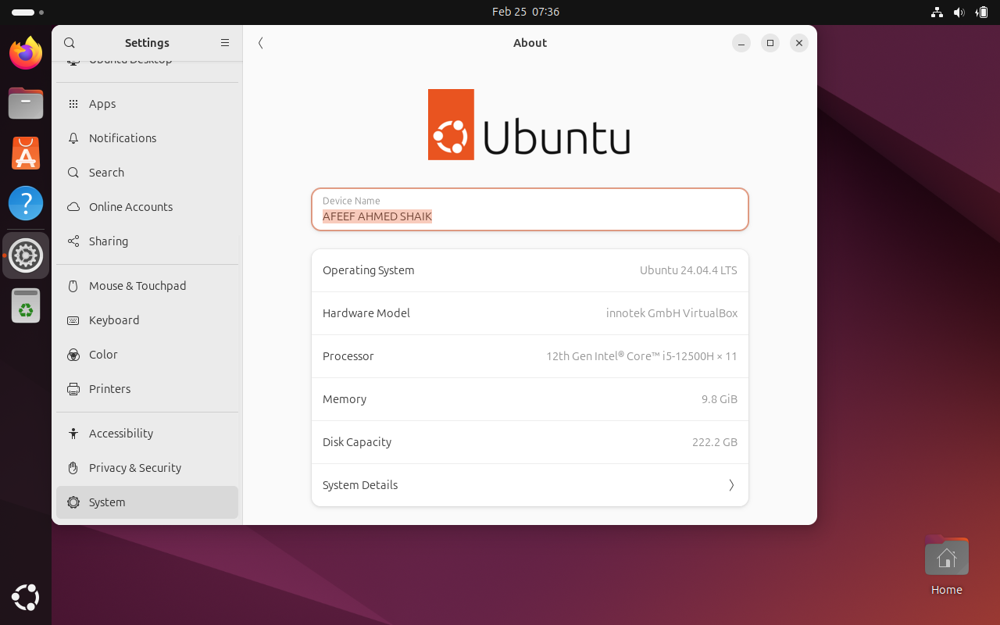 Feb 25 07:36
Settings
About
Ubuntu Desktop
Apps
Notifications
Search
Online Accounts
Sharing
Mouse & Touchpad
Keyboard
Color
Printers
Accessibility
Privacy & Security
System
Ubuntu
Device Name
AFEEF AHMED SHAIK
Operating System Ubuntu 24.04.4 LTS
Hardware Model innotek GmbH VirtualBox
Processor 12th Gen Intel® Core™ i5-12500H × 11
Memory 9.8 GiB
Disk Capacity 222.2 GB
System Details
Home